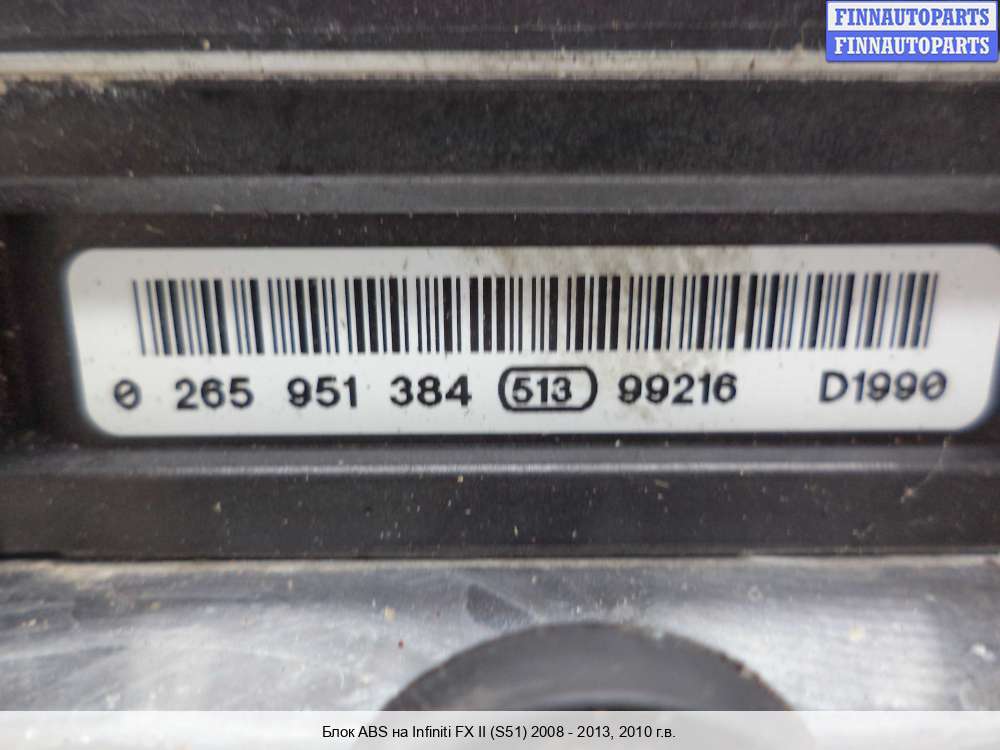 FINNAUTOPARTS
FINNAUTOPARTS
0 265 951 384 513 99216 D1990
Блок ABS на Infiniti FX II (S51) 2008 - 2013, 2010 г.в.